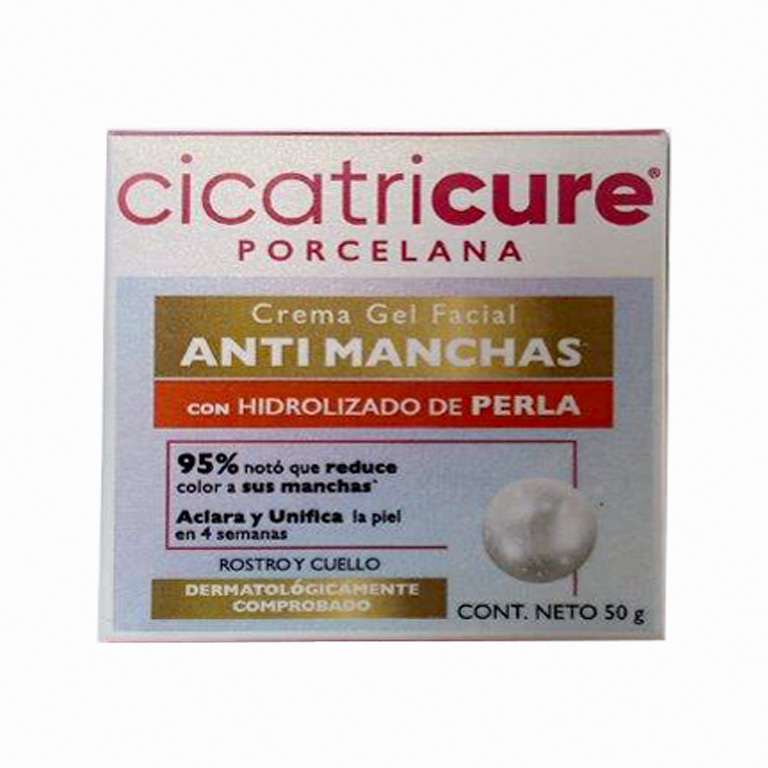 cicatricure®
PORCELANA
Crema Gel Facial
ANTI MANCHAS
CON HIDROLIZADO DE PERLA
95% notó que reduce
color a sus manchas*
Aclara y Unifica la piel
en 4 semanas
ROSTRO Y CUELLO
DERMATOLÓGICAMENTE
COMPROBADO
CONT. NETO 50 g